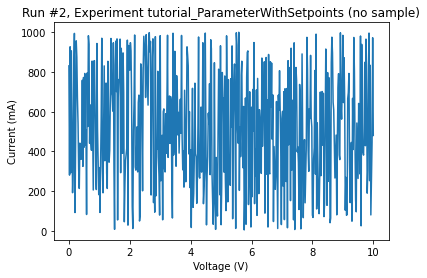 Run #2, Experiment tutorial_ParameterWithSetpoints (no sample)
1000
800
600
400
200
0
Current (mA)
0 2 4 6 8 10
Voltage (V)